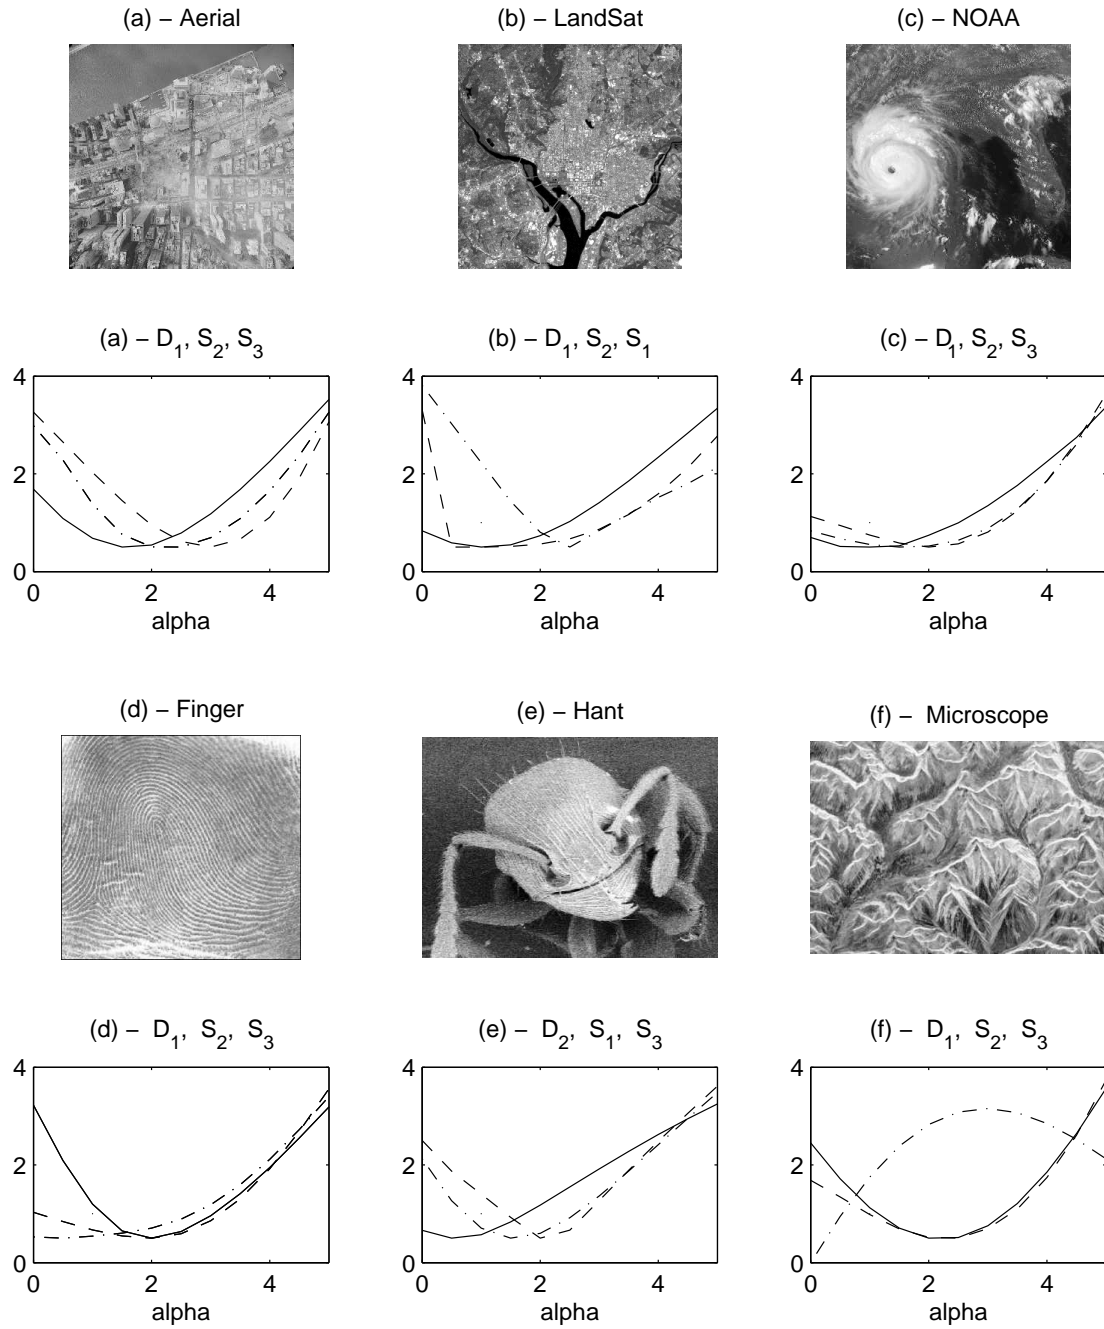 (a) – Aerial (b) – LandSat (c) – NOAA
(a) – D1, S2, S3 (b) – D1, S2, S1 (c) – D1, S2, S3
4 4 4
2 2 2
0 0 0
0 2 4 0 2 4 0 2 4
alpha alpha alpha
(d) – Finger (e) – Hant (f) – Microscope
(d) – D1, S2, S3 (e) – D2, S1, S3 (f) – D1, S2, S3
4 4 4
2 2 2
0 0 0
0 2 4 0 2 4 0 2 4
alpha alpha alpha